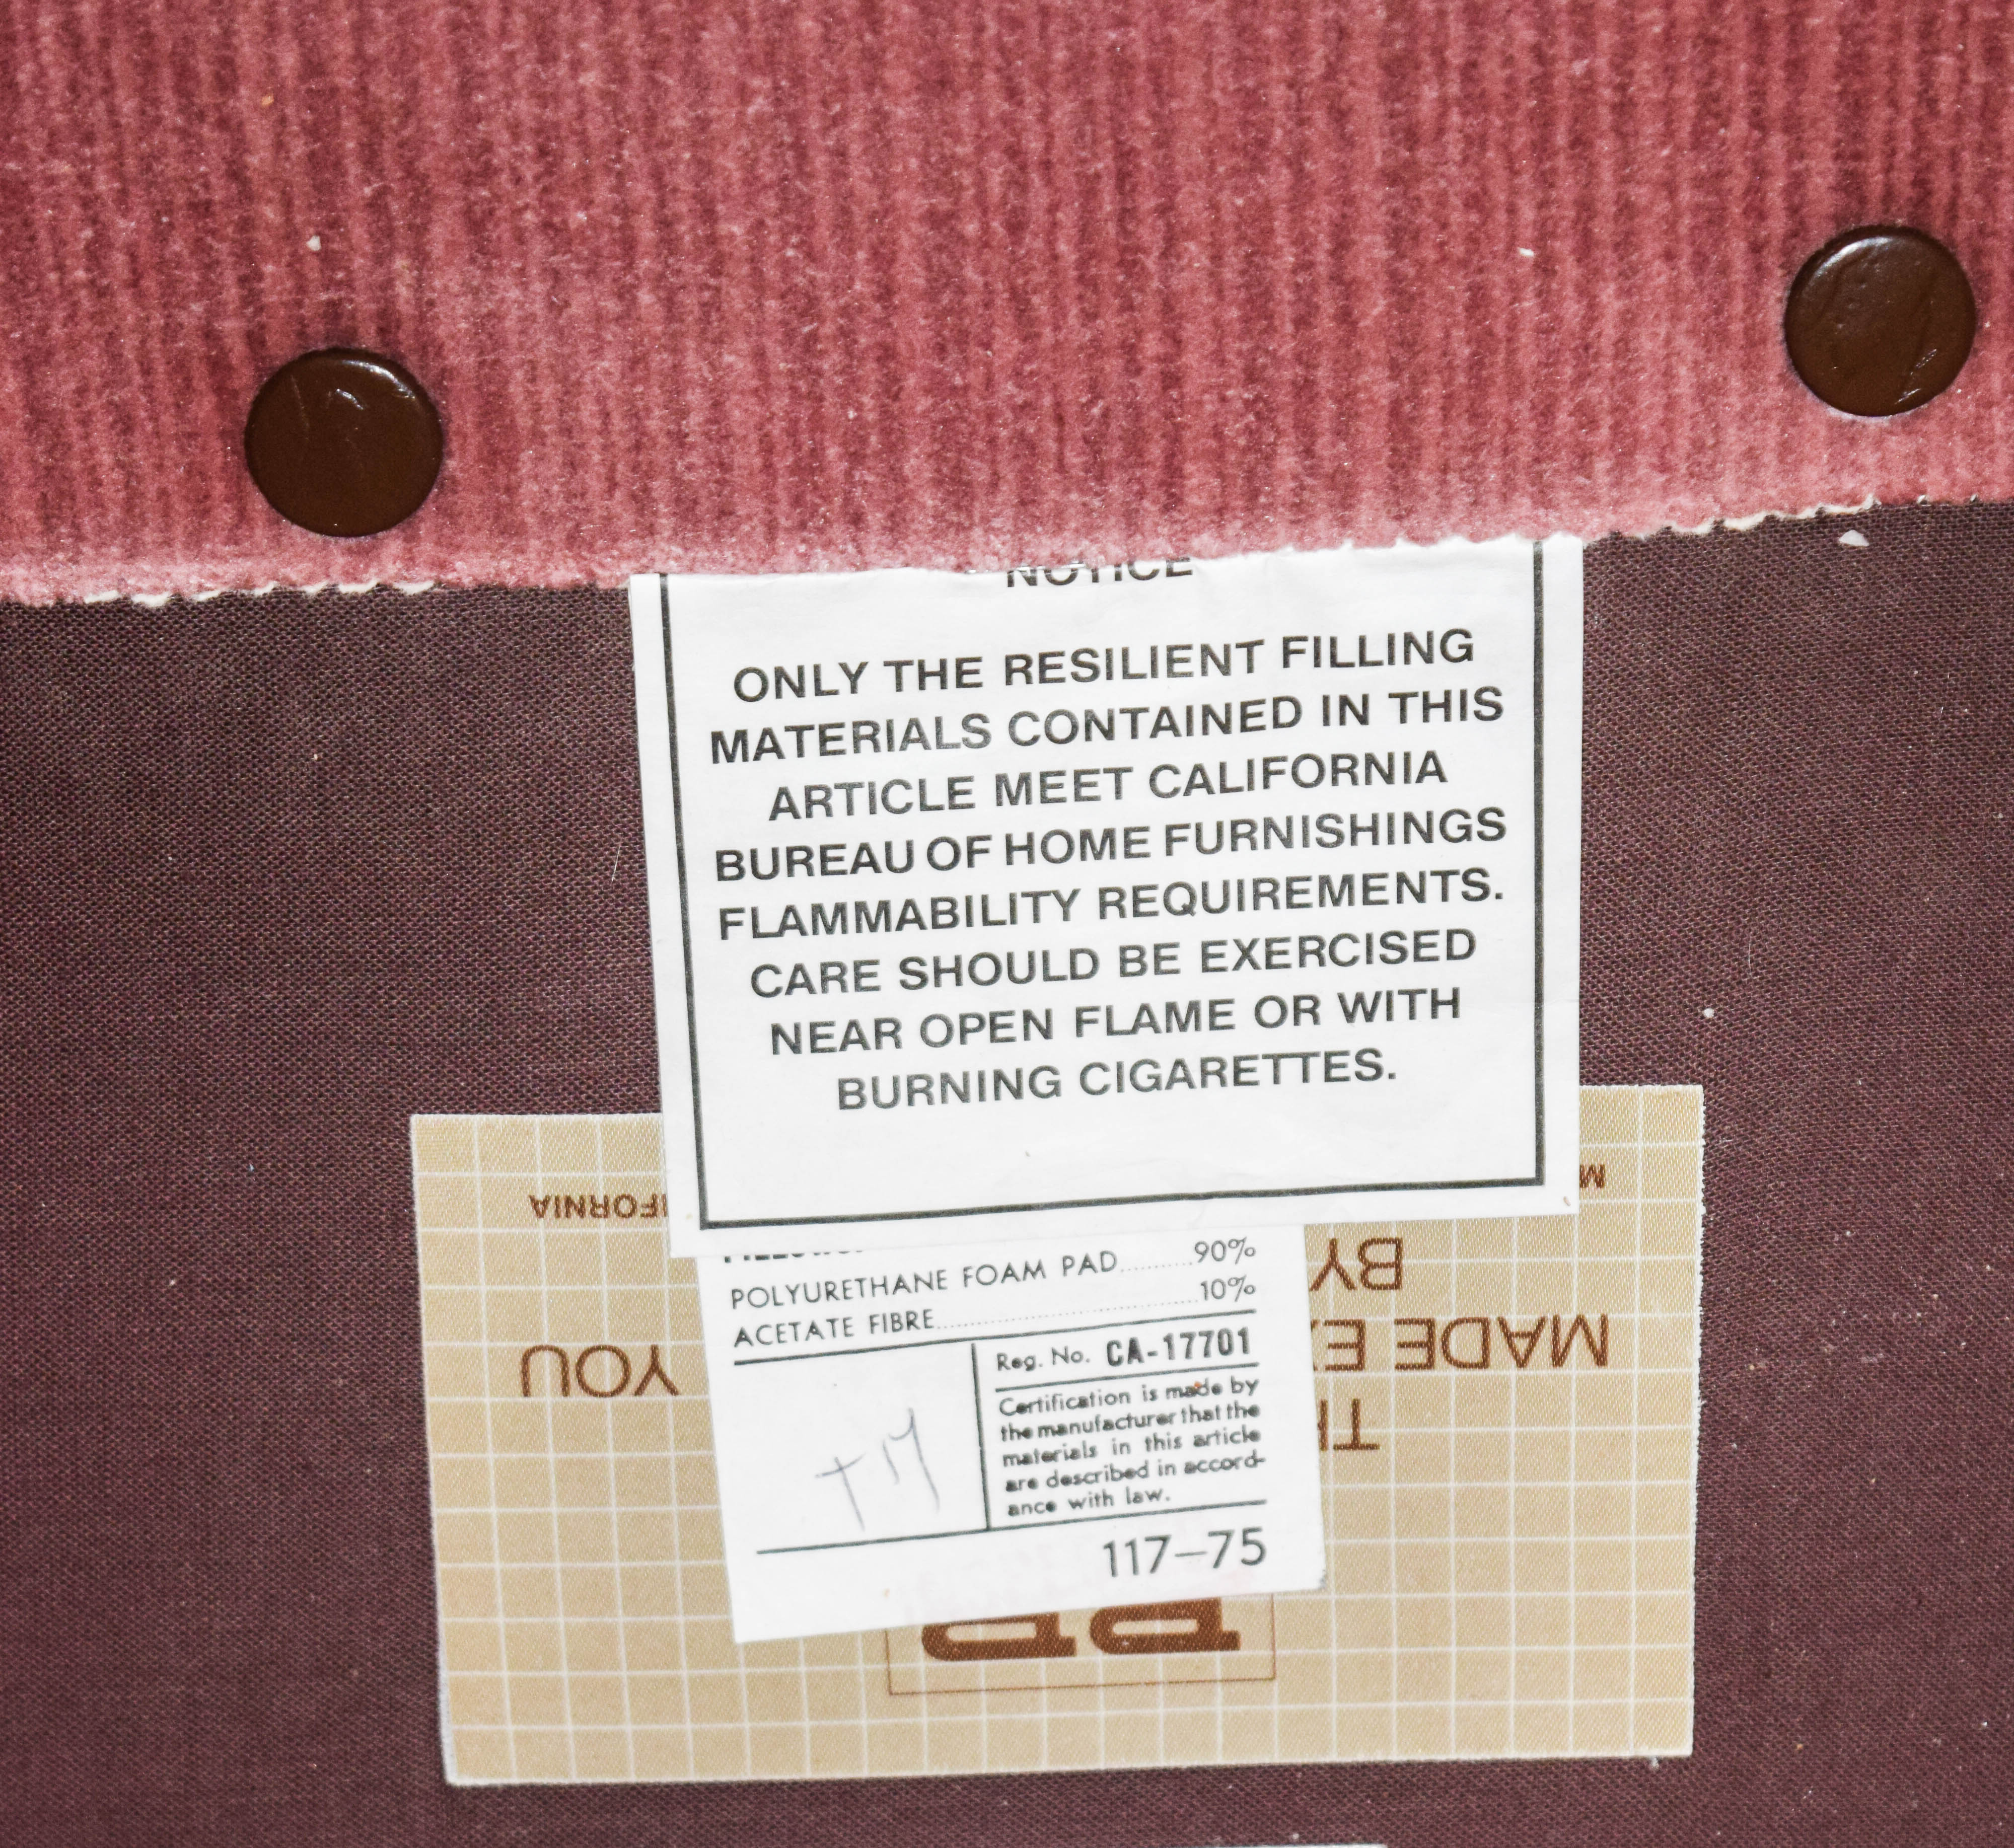 NOTICE
ONLY THE RESILIENT FILLING
MATERIALS CONTAINED IN THIS
ARTICLE MEET CALIFORNIA
BUREAU OF HOME FURNISHINGS
FLAMMABILITY REQUIREMENTS.
CARE SHOULD BE EXERCISED
NEAR OPEN FLAME OR WITH
BURNING CIGARETTES.
POLYURETHANE FOAM PAD..........90%
ACETATE FIBRE..........10%
Reg. No. CA-17701
Certification is made by
the manufacturer that the
materials in this article
are described in accord-
ance with law.
TM
117-75
MADE
YOU
BY